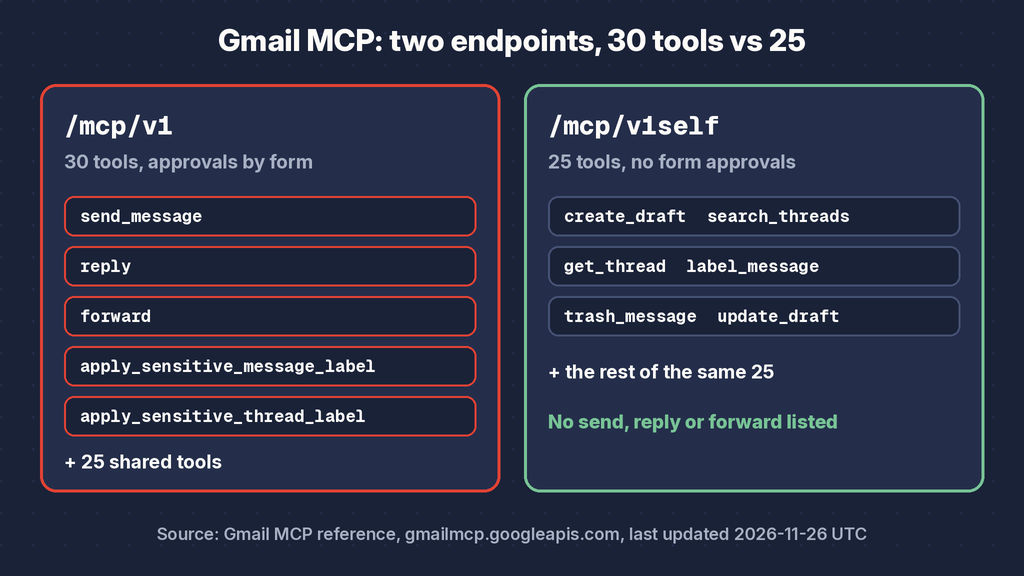 Gmail MCP: two endpoints, 30 tools vs 25
/mcp/v1
30 tools, approvals by form
send_message
reply
forward
apply_sensitive_message_label
apply_sensitive_thread_label
+ 25 shared tools
/mcp/v1self
25 tools, no form approvals
create_draft search_threads
get_thread label_message
trash_message update_draft
+ the rest of the same 25
No send, reply or forward listed
Source: Gmail MCP reference, gmailmcp.googleapis.com, last updated 2026-11-26 UTC